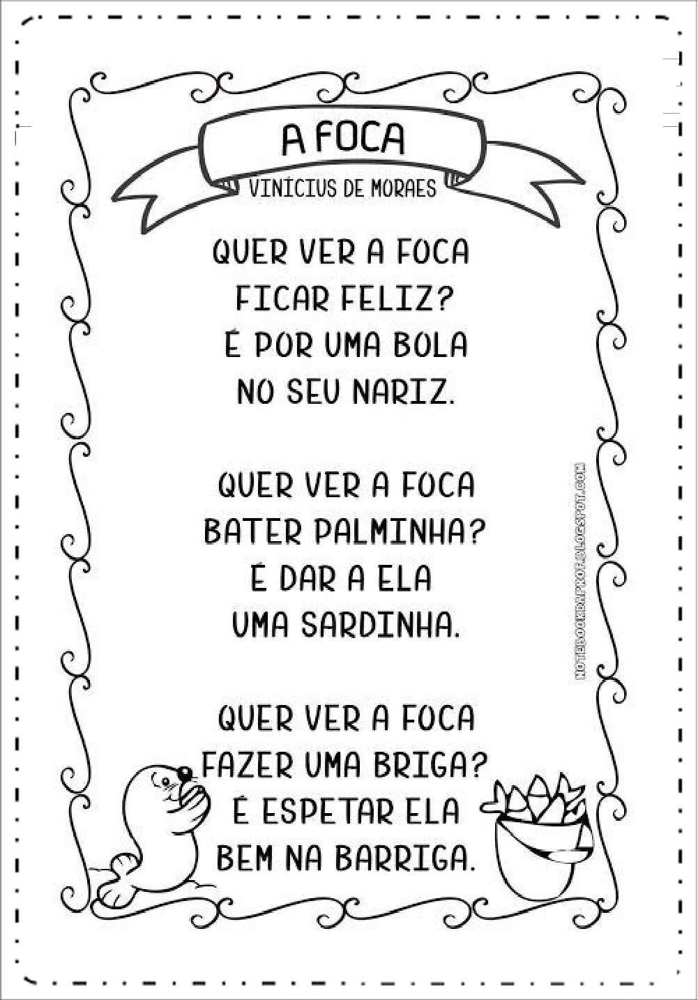 A FOCA
VINÍCIUS DE MORAES
QUER VER A FOCA
FICAR FELIZ?
É POR UMA BOLA
NO SEU NARIZ.
QUER VER A FOCA
BATER PALMINHA?
É DAR A ELA
UMA SARDINHA.
QUER VER A FOCA
FAZER UMA BRIGA?
É ESPETAR ELA
BEM NA BARRIGA.
NOTEBOOKDAPROF.BLOGSPOT.COM